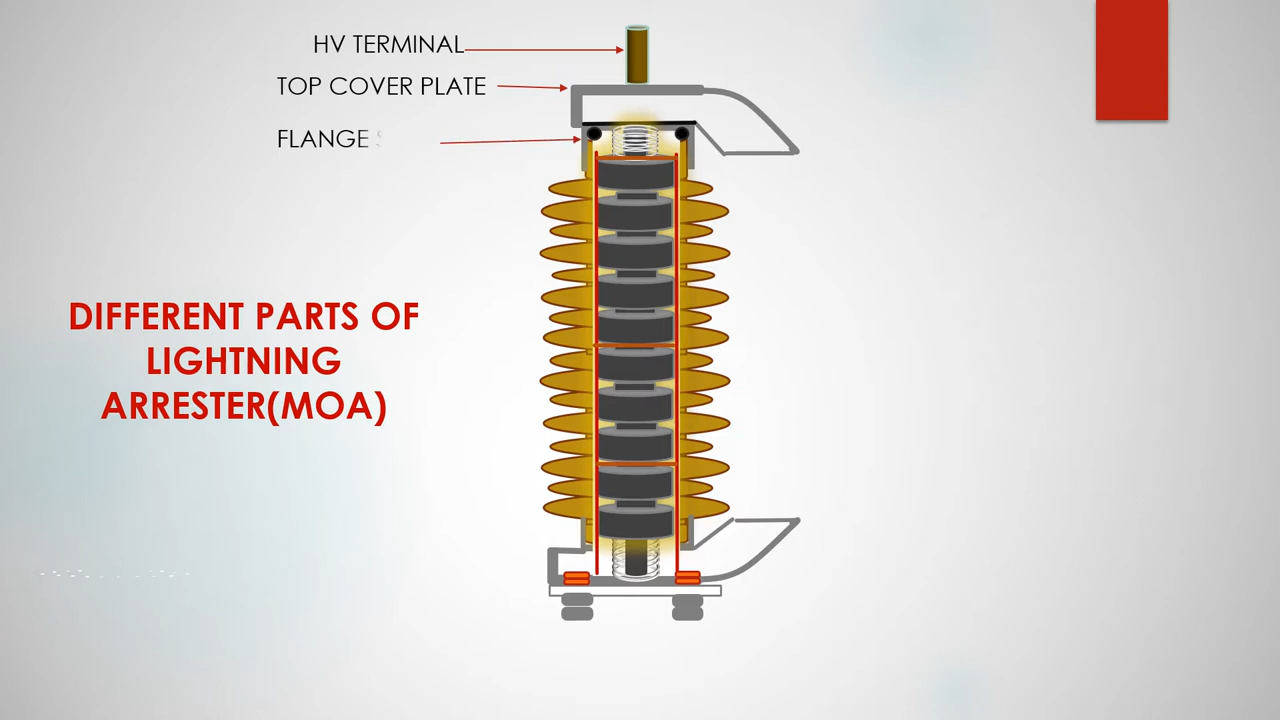 HV TERMINAL
TOP COVER PLATE
FLANGE
DIFFERENT PARTS OF
LIGHTNING
ARRESTER(MOA)